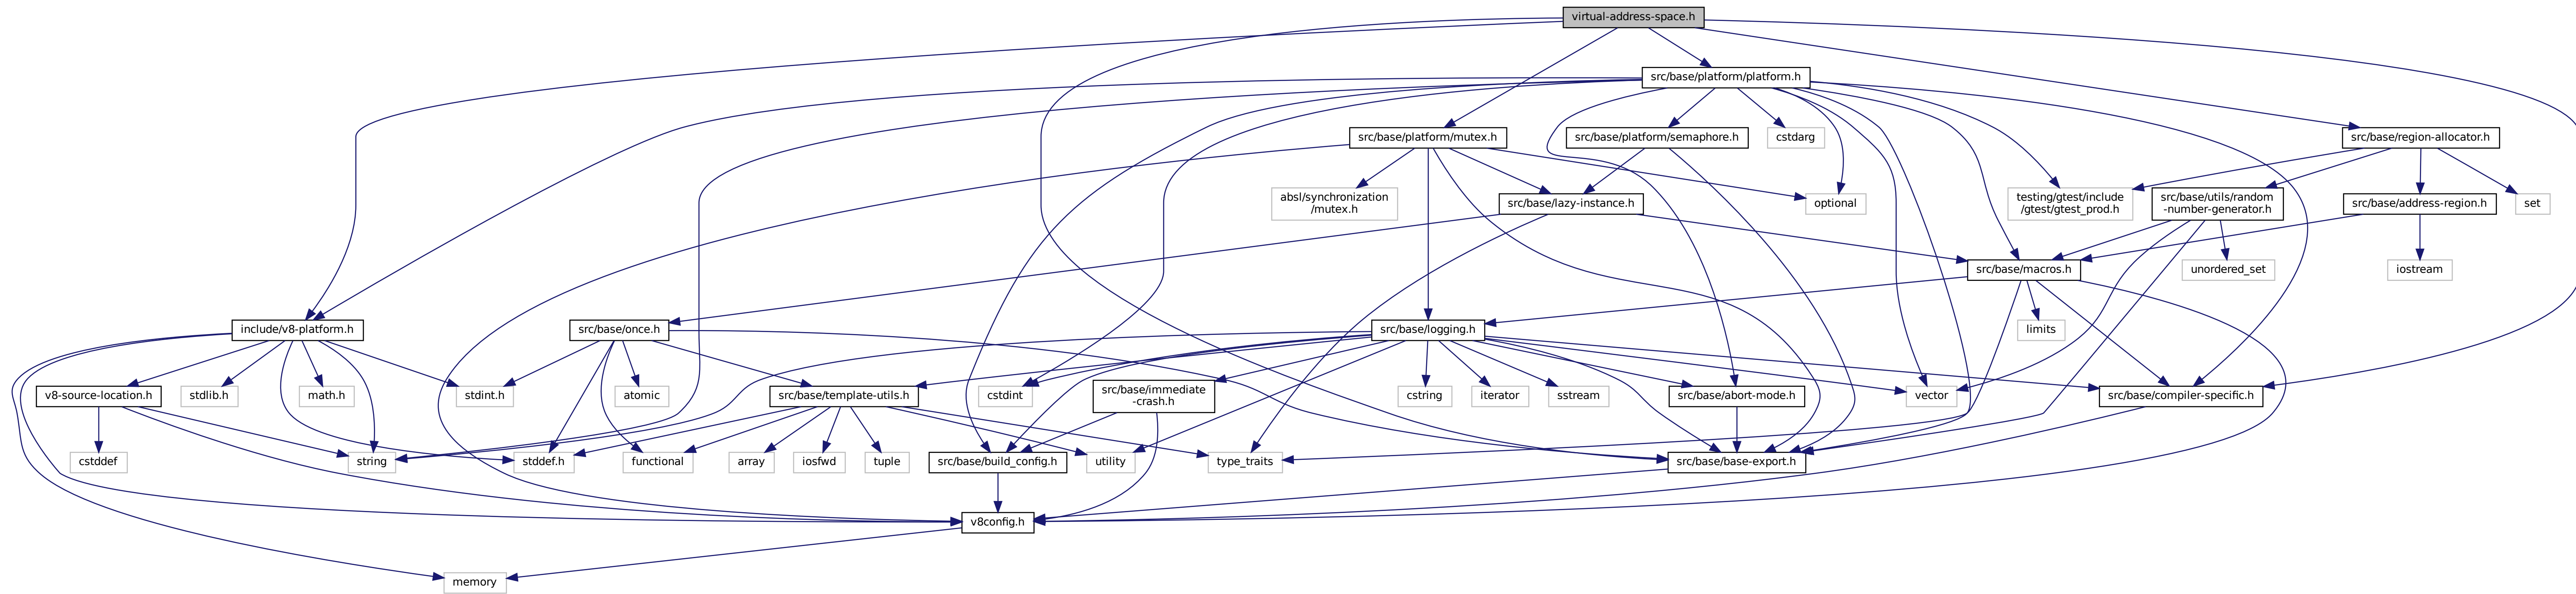 virtual-address-space.h
src/base/platform/platform.h
src/base/platform/mutex.h
src/base/platform/semaphore.h
cstdarg
src/base/region-allocator.h
absl/synchronization
/mutex.h
src/base/lazy-instance.h
optional
testing/gtest/include
/gtest/gtest_prod.h
src/base/utils/random
-number-generator.h
src/base/address-region.h
set
src/base/macros.h
unordered_set
iostream
include/v8-platform.h
src/base/once.h
src/base/logging.h
limits
v8-source-location.h
stdlib.h
math.h
stdint.h
atomic
src/base/template-utils.h
cstdint
src/base/immediate
-crash.h
cstring
iterator
sstream
src/base/abort-mode.h
vector
src/base/compiler-specific.h
cstddef
string
stddef.h
functional
array
iosfwd
tuple
src/base/build_config.h
utility
type_traits
src/base/base-export.h
v8config.h
memory